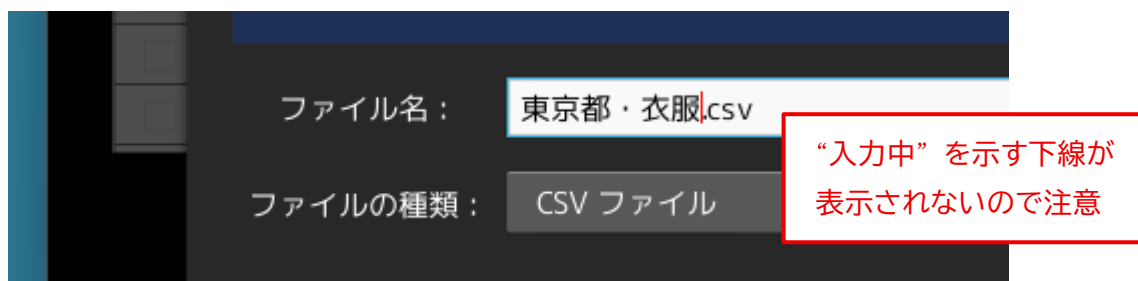 ファイル名：
東京都・衣服.csv
ファイルの種類：
CSV ファイル
“入力中”を示す下線が
表示されないので注意